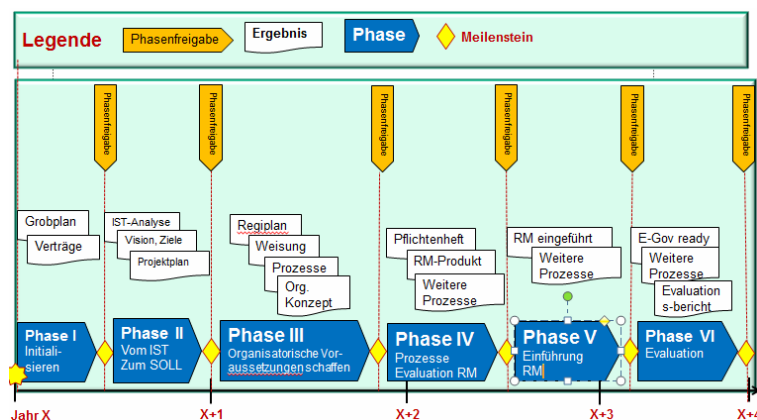 Legende
Phasenfreigabe
Ergebnis
Phase
Meilenstein
Phasenfreigabe
Phasenfreigabe
Phasenfreigabe
Phasenfreigabe
Phasenfreigabe
Phasenfreigabe
Grobplan
Verträge
IST-Analyse
Vision, Ziele
Projektplan
Regiplan
Weisung
Prozesse
Org.
Konzept
Pflichtenheft
RM-Produkt
Weitere
Prozesse
RM eingeführt
Weitere
Prozesse
E-Gov ready
Weitere
Prozesse
Evaluation
s-bericht
Phase I
Initiali-
sieren
Phase II
Vom IST
Zum SOLL
Phase III
Organisatorische Vor-
aussetzungen schaffen
Phase IV
Prozesse
Evaluation RM
Phase V
Einführung
RM
Phase VI
Evaluation
Jahr X
X+1
X+2
X+3
X+4